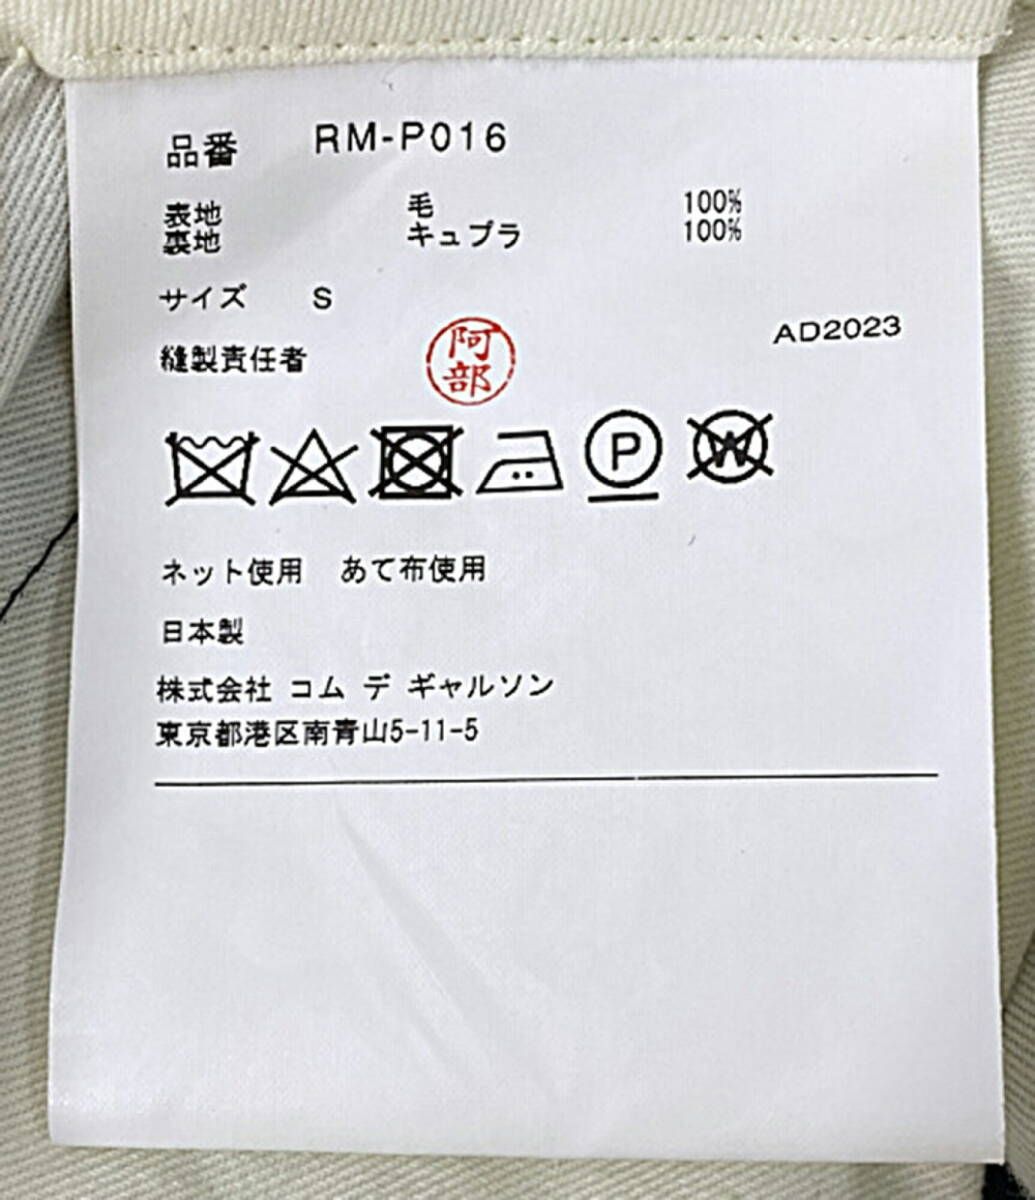 品番 RM-P016
表地 毛 100%
裏地 キュプラ 100%
サイズ S
縫製責任者 阿部
AD2023
P W
ネット使用 あて布使用
日本製
株式会社 コム デ ギャルソン
東京都港区南青山5-11-5